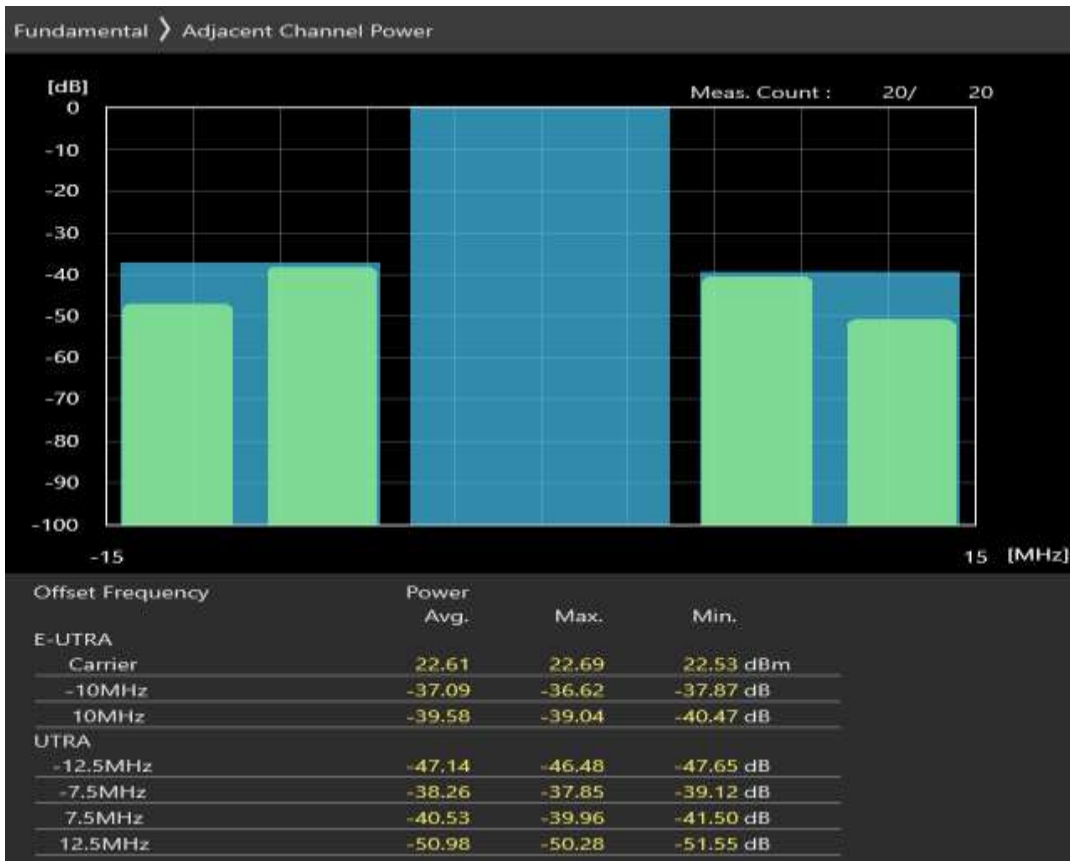 Fundamental 〉 Adjacent Channel Power
[dB]
Meas. Count : 20/ 20
0
-10
-20
-30
-40
-50
-60
-70
-80
-90
-100
-15 15 [MHz]
Offset Frequency Power
Avg. Max. Min.
E-UTRA
Carrier 22.61 22.69 22.53 dBm
-10MHz -37.09 -36.62 -37.87 dB
10MHz -39.58 -39.04 -40.47 dB
UTRA
-12.5MHz -47.14 -46.48 -47.65 dB
-7.5MHz -38.26 -37.85 -39.12 dB
7.5MHz -40.53 -39.96 -41.50 dB
12.5MHz -50.98 -50.28 -51.55 dB